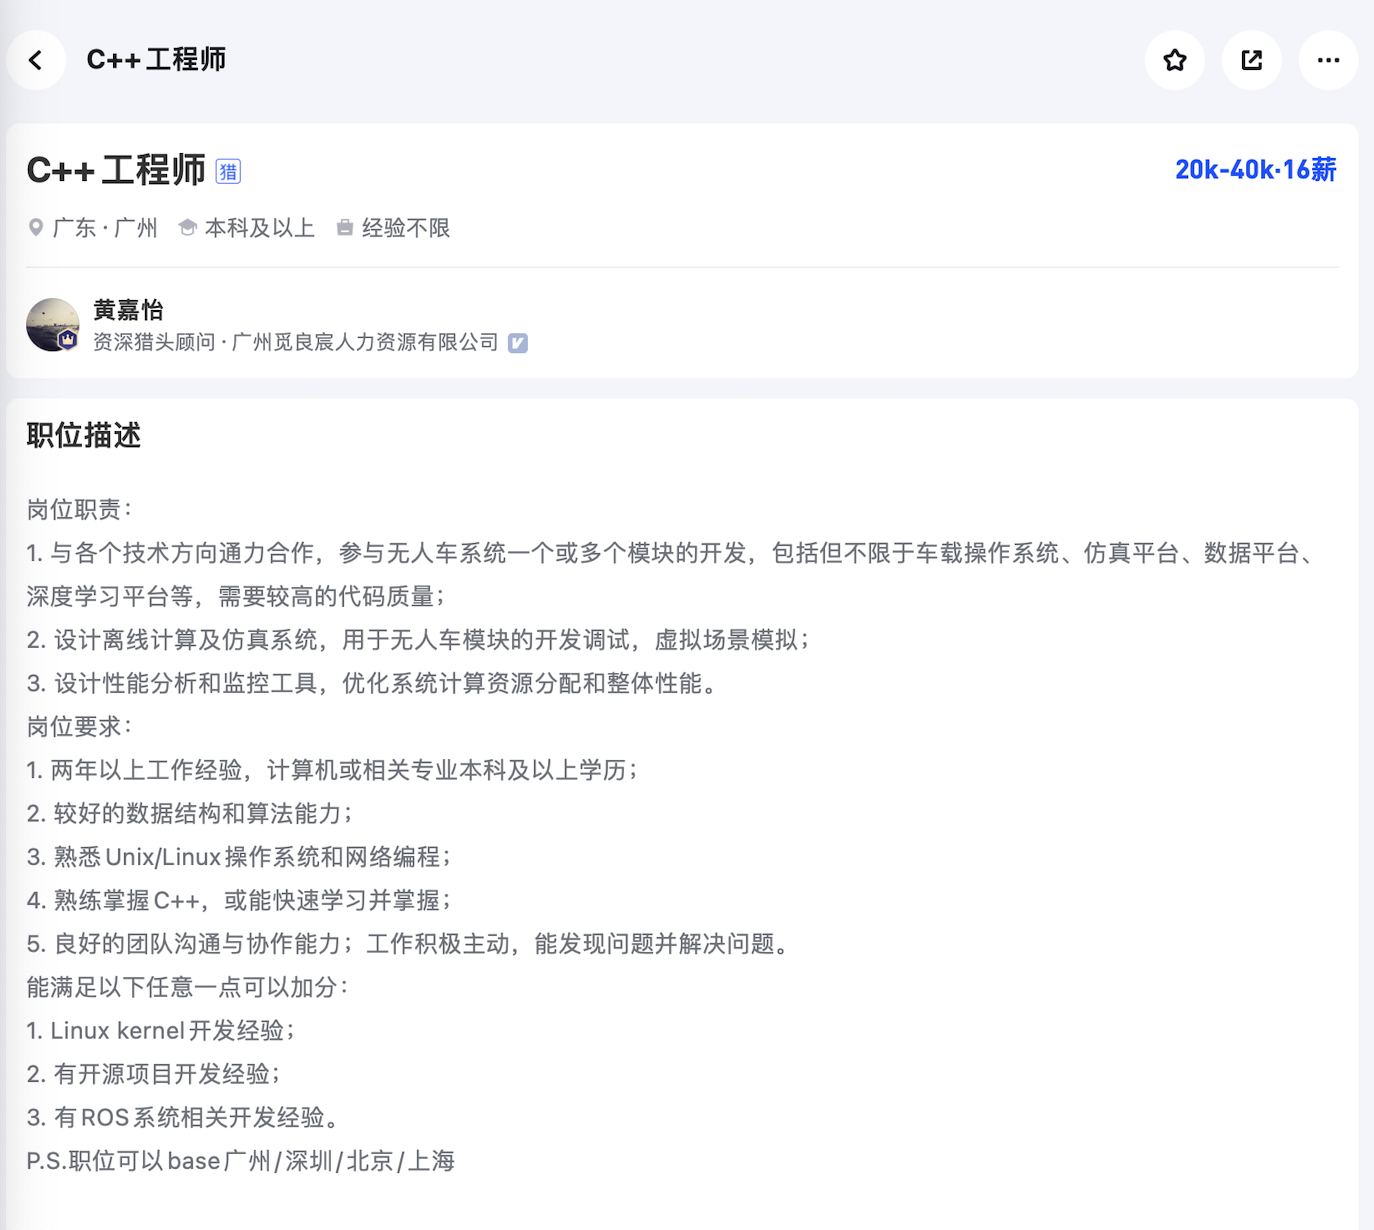 C++ 工程师
C++ 工程师 猎
20k-40k·16薪
广东 · 广州 本科及以上 经验不限
黄嘉怡
资深猎头顾问 · 广州觅良宸人力资源有限公司
职位描述
岗位职责：
1. 与各个技术方向通力合作，参与无人车系统一个或多个模块的开发，包括但不限于车载操作系统、仿真平台、数据平台、
深度学习平台等，需要较高的代码质量；
2. 设计离线计算及仿真系统，用于无人车模块的开发调试，虚拟场景模拟；
3. 设计性能分析和监控工具，优化系统计算资源分配和整体性能。
岗位要求：
1. 两年以上工作经验，计算机或相关专业本科及以上学历；
2. 较好的数据结构和算法能力；
3. 熟悉 Unix/Linux 操作系统和网络编程；
4. 熟练掌握 C++，或能快速学习并掌握；
5. 良好的团队沟通与协作能力；工作积极主动，能发现问题并解决问题。
能满足以下任意一点可以加分：
1. Linux kernel 开发经验；
2. 有开源项目开发经验；
3. 有 ROS 系统相关开发经验。
P.S.职位可以 base 广州/深圳/北京/上海